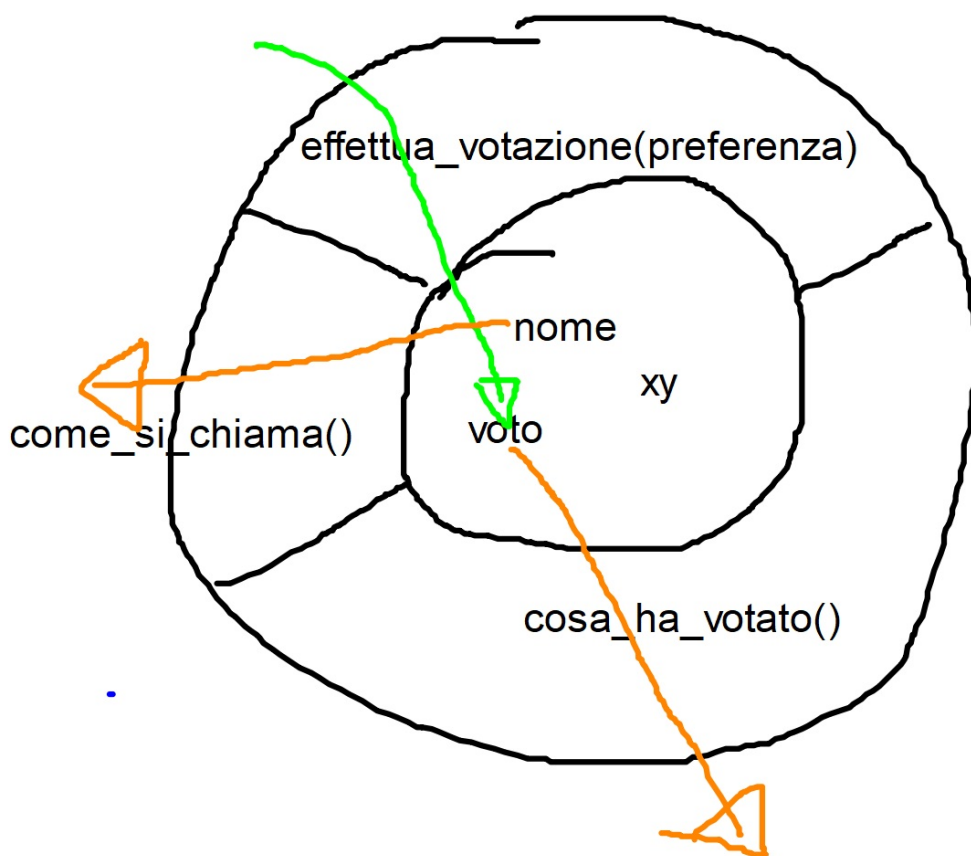 effettua_votazione(preferenza)
nome
xy
voto
come_si_chiama()
cosa_ha_votato()